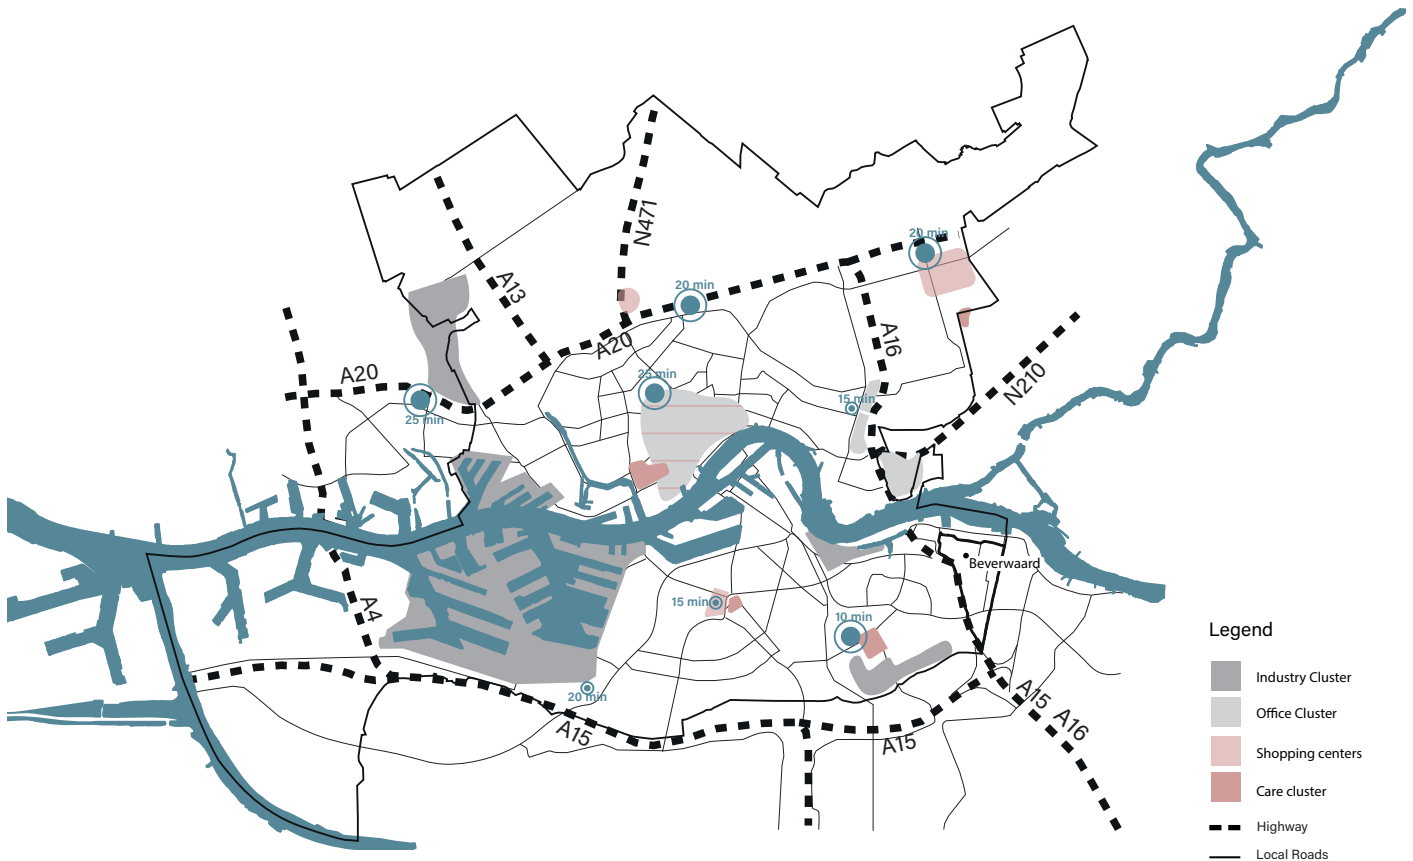 N471
20 min
A13
20 min
A20
A16
A20
25 min
N210
15 min
25 min
Beverwaard
A4
15 min
10 min
Legend
Industry Cluster
20 min
A15
A16
Office Cluster
A15
A15
Shopping centers
Care cluster
Highway
Local Roads